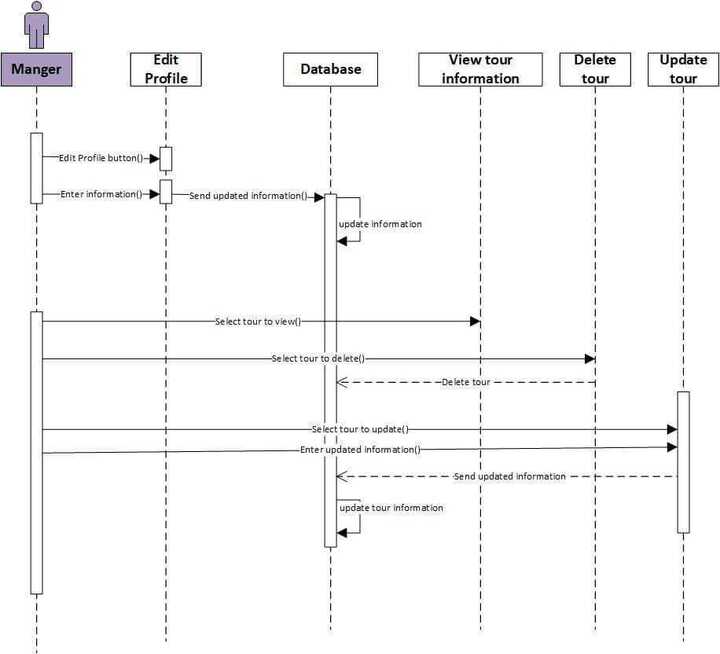 Manger
Edit
Profile
Database
View tour
information
Delete
tour
Update
tour
Edit Profile button()
Enter information()
Send updated information()
update information
Select tour to view()
Select tour to delete()
Delete tour
Select tour to update()
Enter updated information()
Send updated information
update tour information